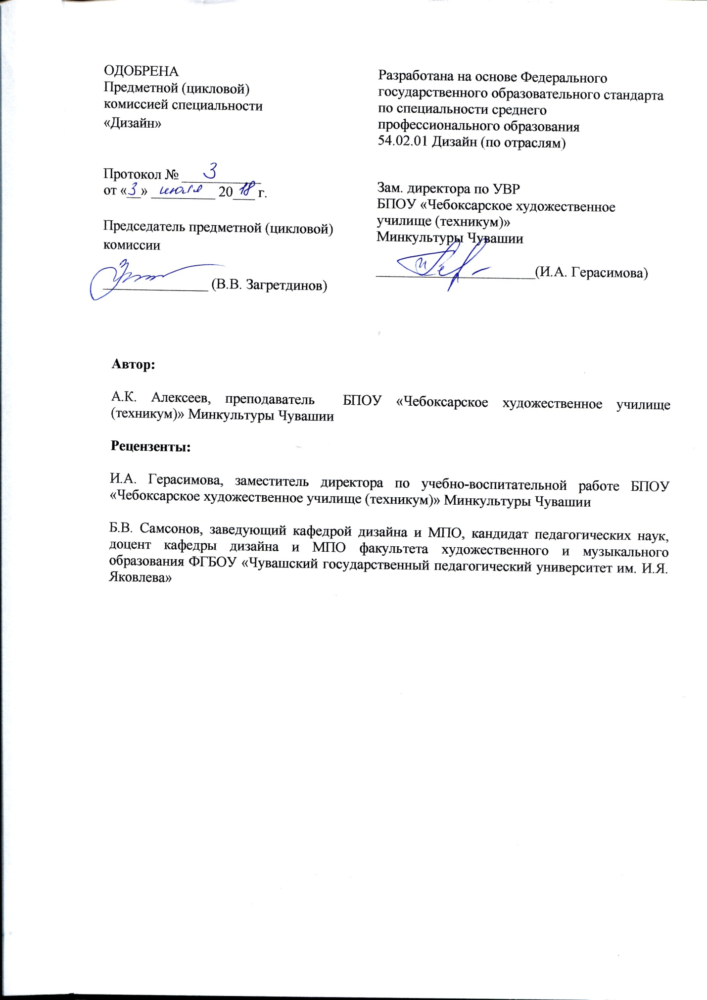 ОДОБРЕНА
Предметной (цикловой)
комиссией специальности
«Дизайн»
Протокол № 3
от «3» июля 2018 г.
Председатель предметной (цикловой)
комиссии
(В.В. Загретдинов)
Разработана на основе Федерального
государственного образовательного стандарта
по специальности среднего
профессионального образования
54.02.01 Дизайн (по отраслям)
Зам. директора по УВР
БПОУ «Чебоксарское художественное
училище (техникум)»
Минкультуры Чувашии
(И.А. Герасимова)
Автор:
А.К. Алексеев, преподаватель БПОУ «Чебоксарское художественное училище
(техникум)» Минкультуры Чувашии
Рецензенты:
И.А. Герасимова, заместитель директора по учебно-воспитательной работе БПОУ
«Чебоксарское художественное училище (техникум)» Минкультуры Чувашии
Б.В. Самсонов, заведующий кафедрой дизайна и МПО, кандидат педагогических наук,
доцент кафедры дизайна и МПО факультета художественного и музыкального
образования ФГБОУ «Чувашский государственный педагогический университет им. И.Я.
Яковлева»